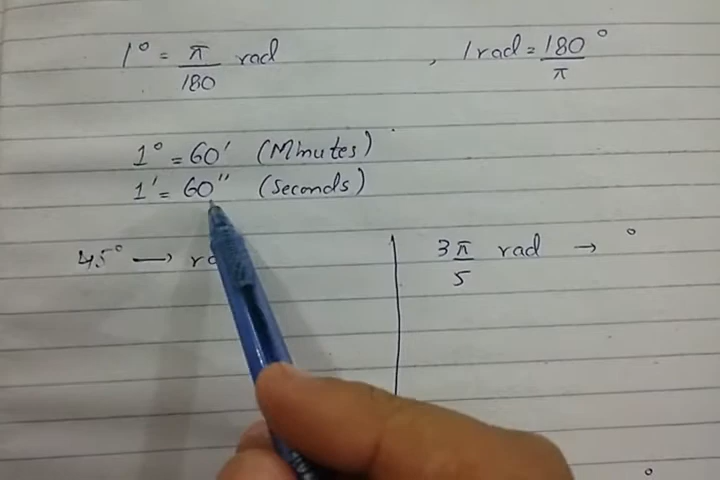 1° = π/180 rad , 1 rad = 180°/π
1° = 60' (Minutes)
1' = 60" (Seconds)
45° →
3π/5 rad → °